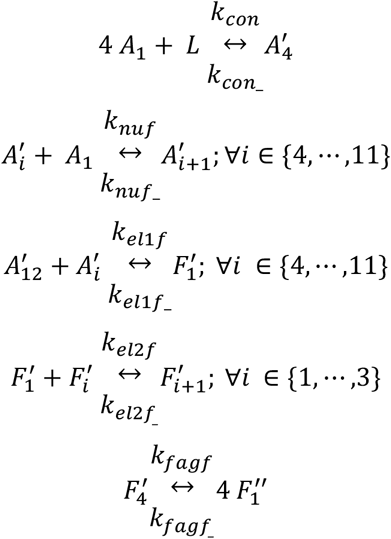 k_con
4 A_1 + L ↔ A'_4
k_con_
k_nuf
A'_i + A_1 ↔ A'_{i+1}; ∀i ∈ {4, ⋯, 11}
k_nuf_
k_el1f
A'_12 + A'_i ↔ F'_1; ∀i ∈ {4, ⋯, 11}
k_el1f_
k_el2f
F'_1 + F'_i ↔ F'_{i+1}; ∀i ∈ {1, ⋯, 3}
k_el2f_
k_fagf
F'_4 ↔ 4 F''_1
k_fagf_